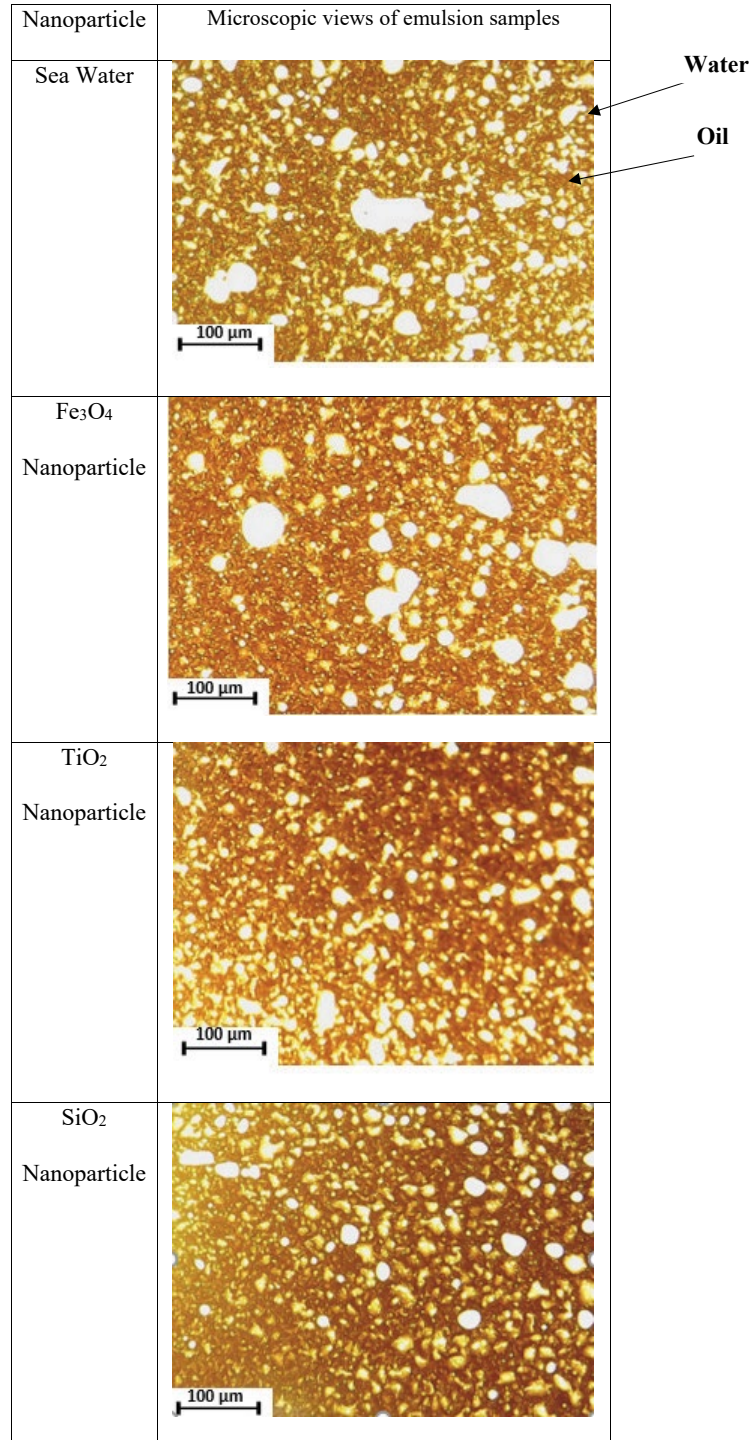 Nanoparticle
Microscopic views of emulsion samples
Sea Water
Water
Oil
100 µm
Fe₃O₄
Nanoparticle
100 µm
TiO₂
Nanoparticle
100 µm
SiO₂
Nanoparticle
100 µm